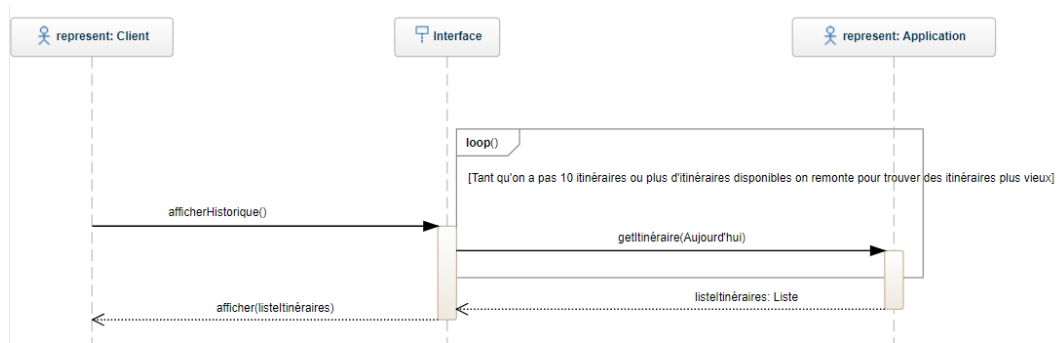 represent: Client
Interface
represent: Application
loop()
[Tant qu'on a pas 10 itinéraires ou plus d'itinéraires disponibles on remonte pour trouver des itinéraires plus vieux]
afficherHistorique()
getItinéraire(Aujourd'hui)
listeItinéraires: Liste
afficher(listeItinéraires)